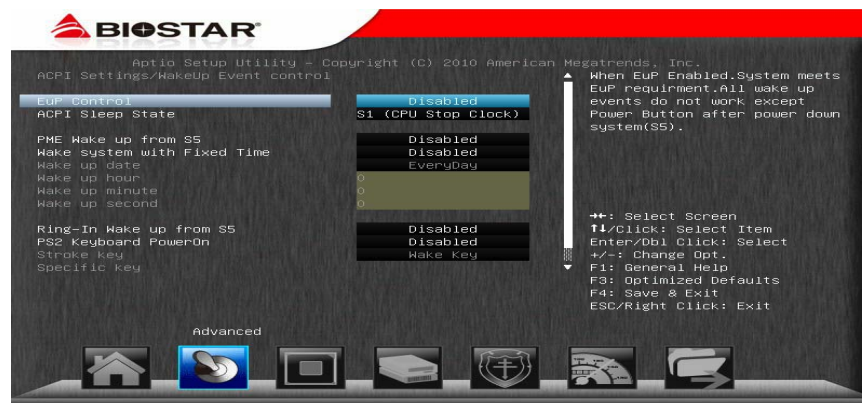 BIOSTAR
Aptio Setup Utility - Copyright (C) 2010 American Megatrends, Inc.
ACPI Settings/WakeUp Event control
EuP Control Disabled
ACPI Sleep State S1 (CPU Stop Clock)
PME Wake up from S5 Disabled
Wake system with Fixed Time Disabled
Wake up date EveryDay
Wake up hour 0
Wake up minute 0
Wake up second 0
Ring-In Wake up from S5 Disabled
PS2 Keyboard PowerOn Disabled
Stroke key Wake Key
Specific key
When EuP Enabled.System meets
EuP requirment.All wake up
events do not work except
Power Button after power down
system(S5).
→←: Select Screen
↑↓/Click: Select Item
Enter/Dbl Click: Select
+/-: Change Opt.
F1: General Help
F3: Optimized Defaults
F4: Save & Exit
ESC/Right Click: Exit
Advanced